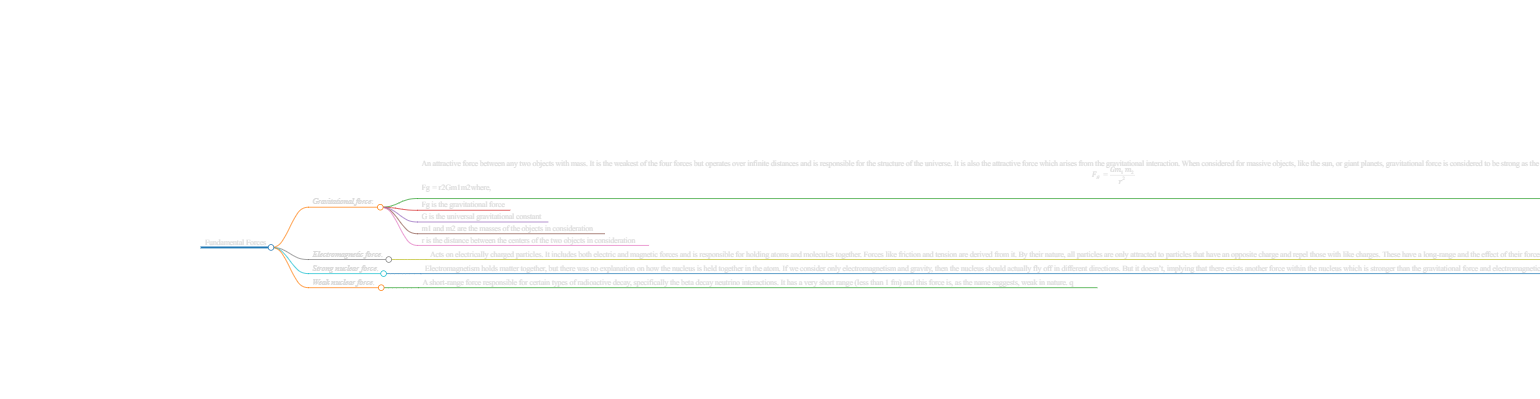 An attractive force between any two objects with mass. It is the weakest of the four forces but operates over infinite distances and is responsible for the structure of the universe. It is also the attractive force which arises from the gravitational interaction. When considered for massive objects, like the sun, or giant planets, gravitational force is considered to be strong as the
F_g = Gm₁m₂/r²
Fg = r2Gm1m2where,
Gravitational force.
Fg is the gravitational force
G is the universal gravitational constant
m1 and m2 are the masses of the objects in consideration
r is the distance between the centers of the two objects in consideration
Fundamental Forces
Electromagnetic force. Acts on electrically charged particles. It includes both electric and magnetic forces and is responsible for holding atoms and molecules together. Forces like friction and tension are derived from it. By their nature, all particles are only attracted to particles that have an opposite charge and repel those with like charges. These have a long-range and the effect of their force
Strong nuclear force. Electromagnetism holds matter together, but there was no explanation on how the nucleus is held together in the atom. If we consider only electromagnetism and gravity, then the nucleus should actually fly off in different directions. But it doesn't, implying that there exists another force within the nucleus which is stronger than the gravitational force and electromagne
Weak nuclear force. A short-range force responsible for certain types of radioactive decay, specifically the beta decay neutrino interactions. It has a very short range (less than 1 fm) and this force is, as the name suggests, weak in nature. q